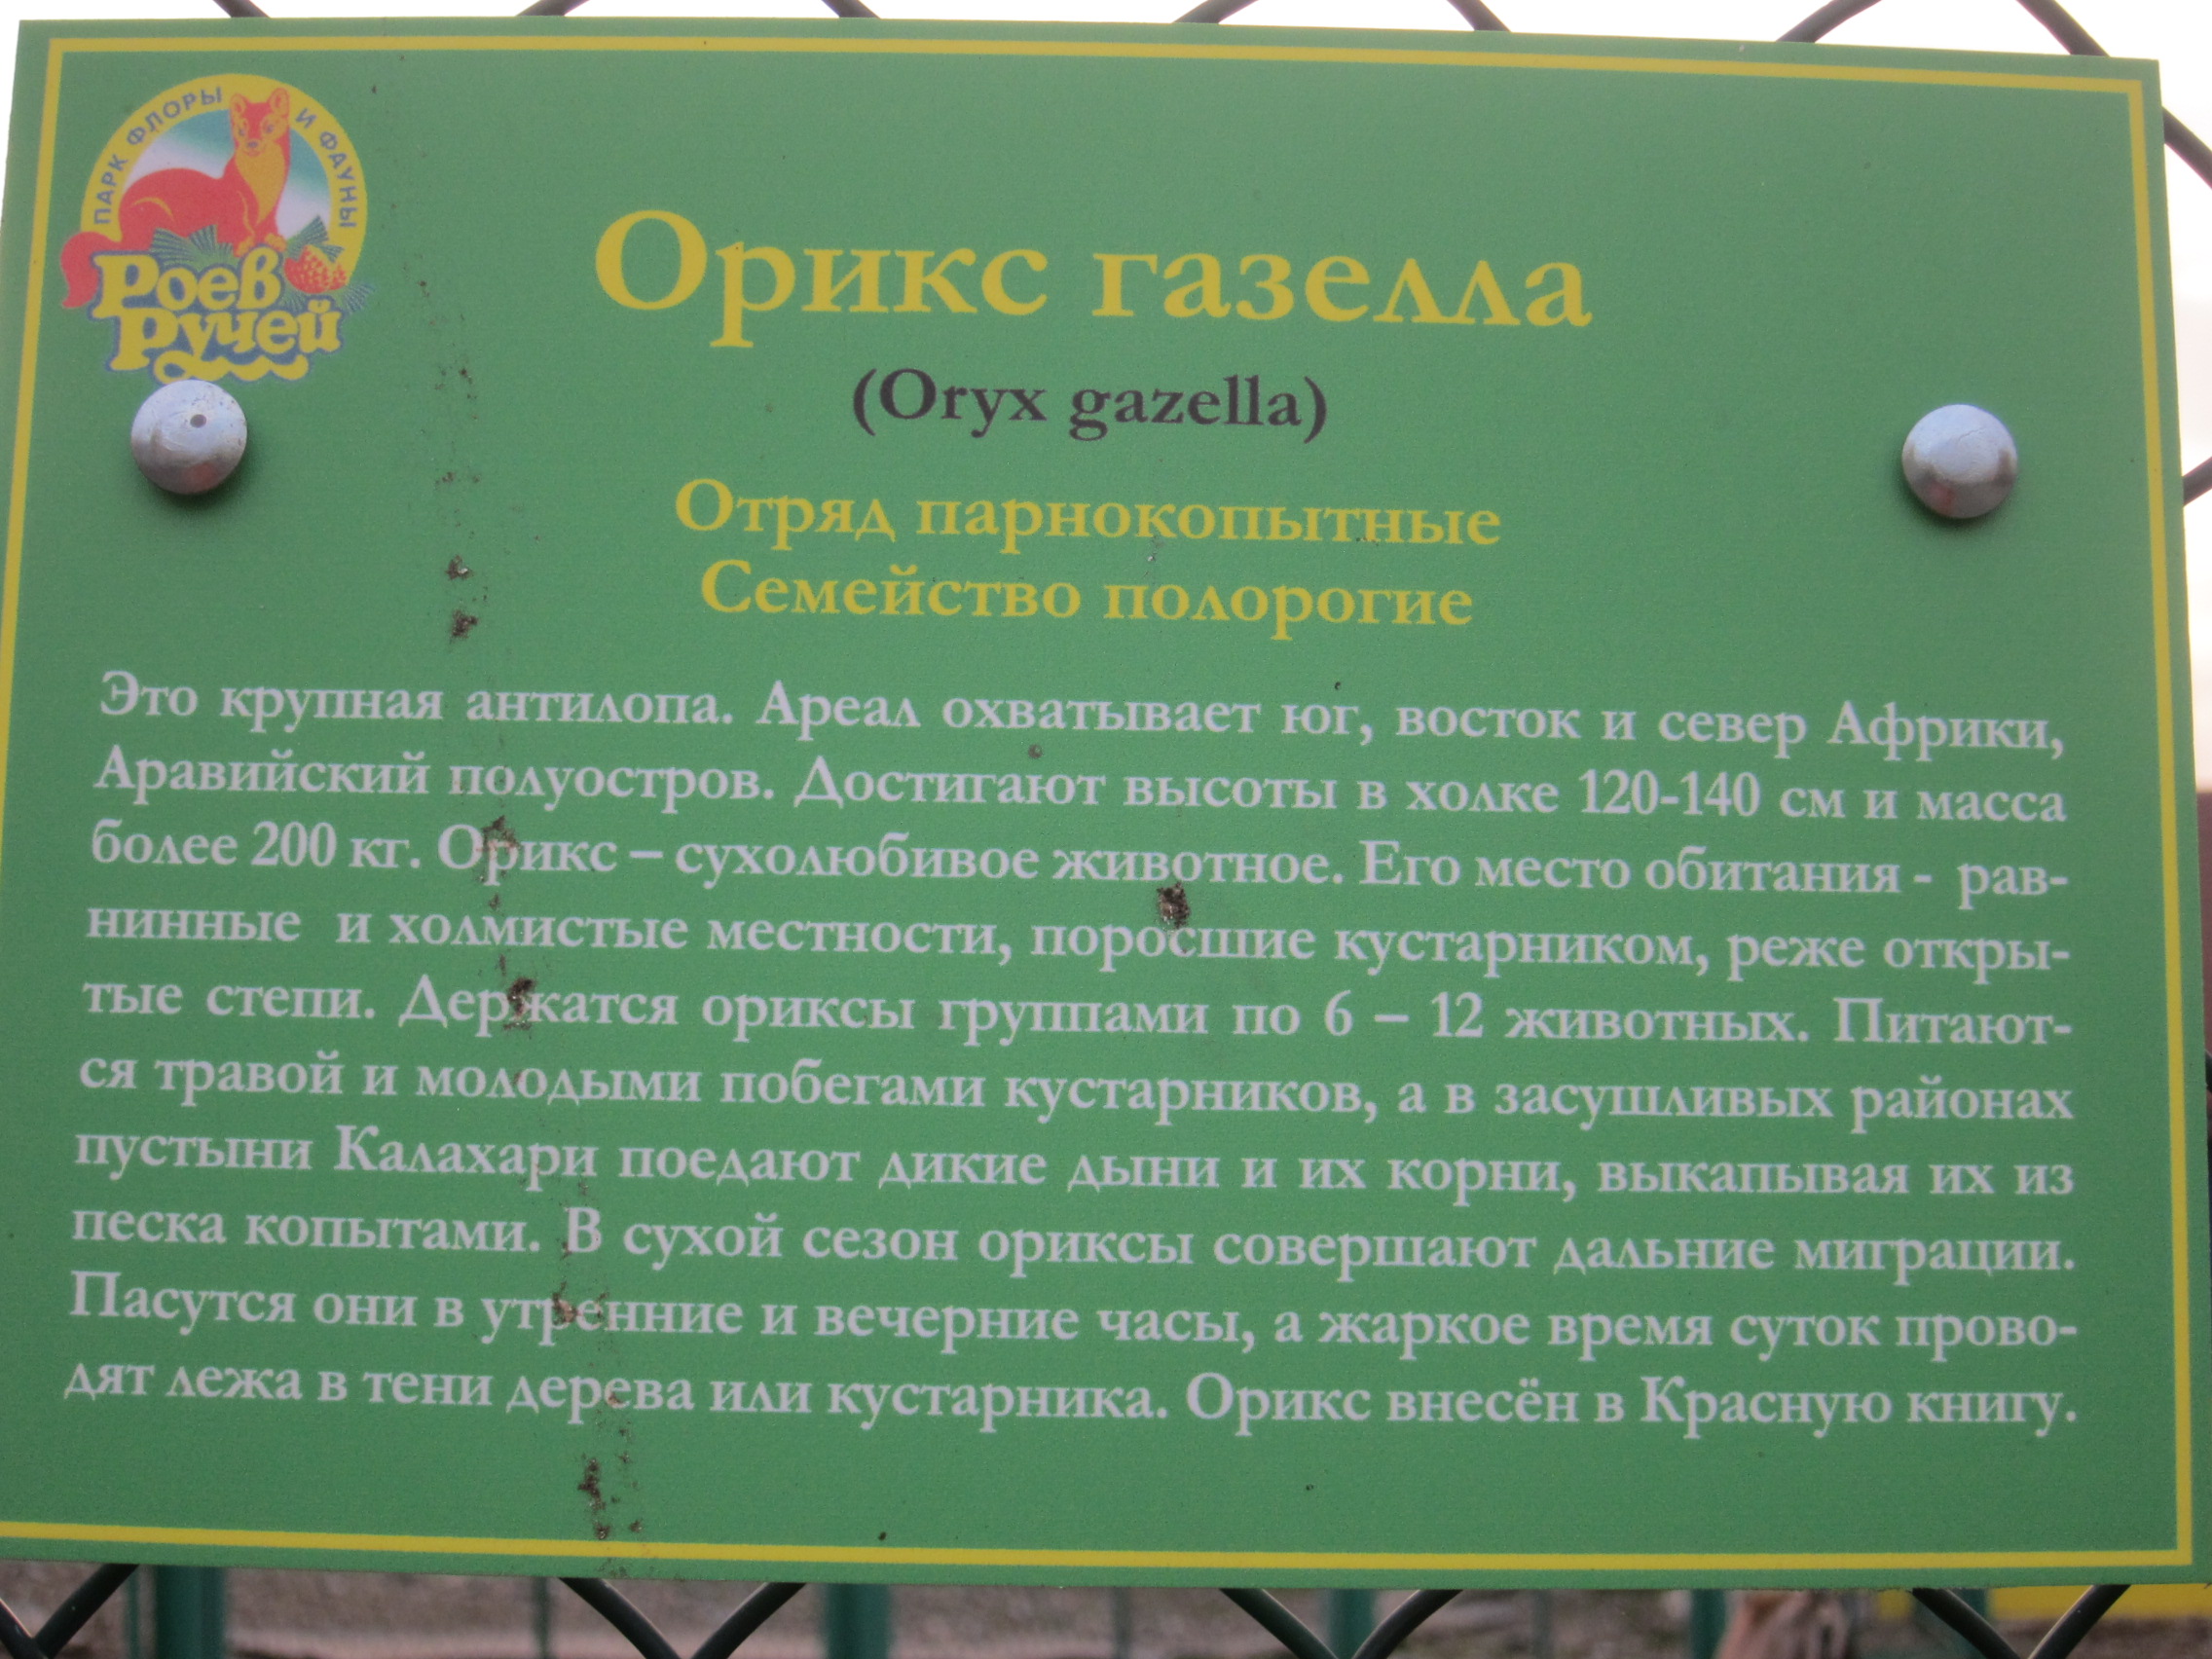 ПАРК ФЛОРЫ И ФАУНЫ
Роев
Ручей
Орикс газелла
(Oryx gazella)
Отряд парнокопытные
Семейство полорогие
Это крупная антилопа. Ареал охватывает юг, восток и север Африки,
Аравийский полуостров. Достигают высоты в холке 120-140 см и масса
более 200 кг. Орикс – сухолюбивое животное. Его место обитания - рав-
нинные и холмистые местности, поросшие кустарником, реже откры-
тые степи. Держатся ориксы группами по 6 – 12 животных. Питают-
ся травой и молодыми побегами кустарников, а в засушливых районах
пустыни Калахари поедают дикие дыни и их корни, выкапывая их из
песка копытами. В сухой сезон ориксы совершают дальние миграции.
Пасутся они в утренние и вечерние часы, а жаркое время суток прово-
дят лежа в тени дерева или кустарника. Орикс внесён в Красную книгу.